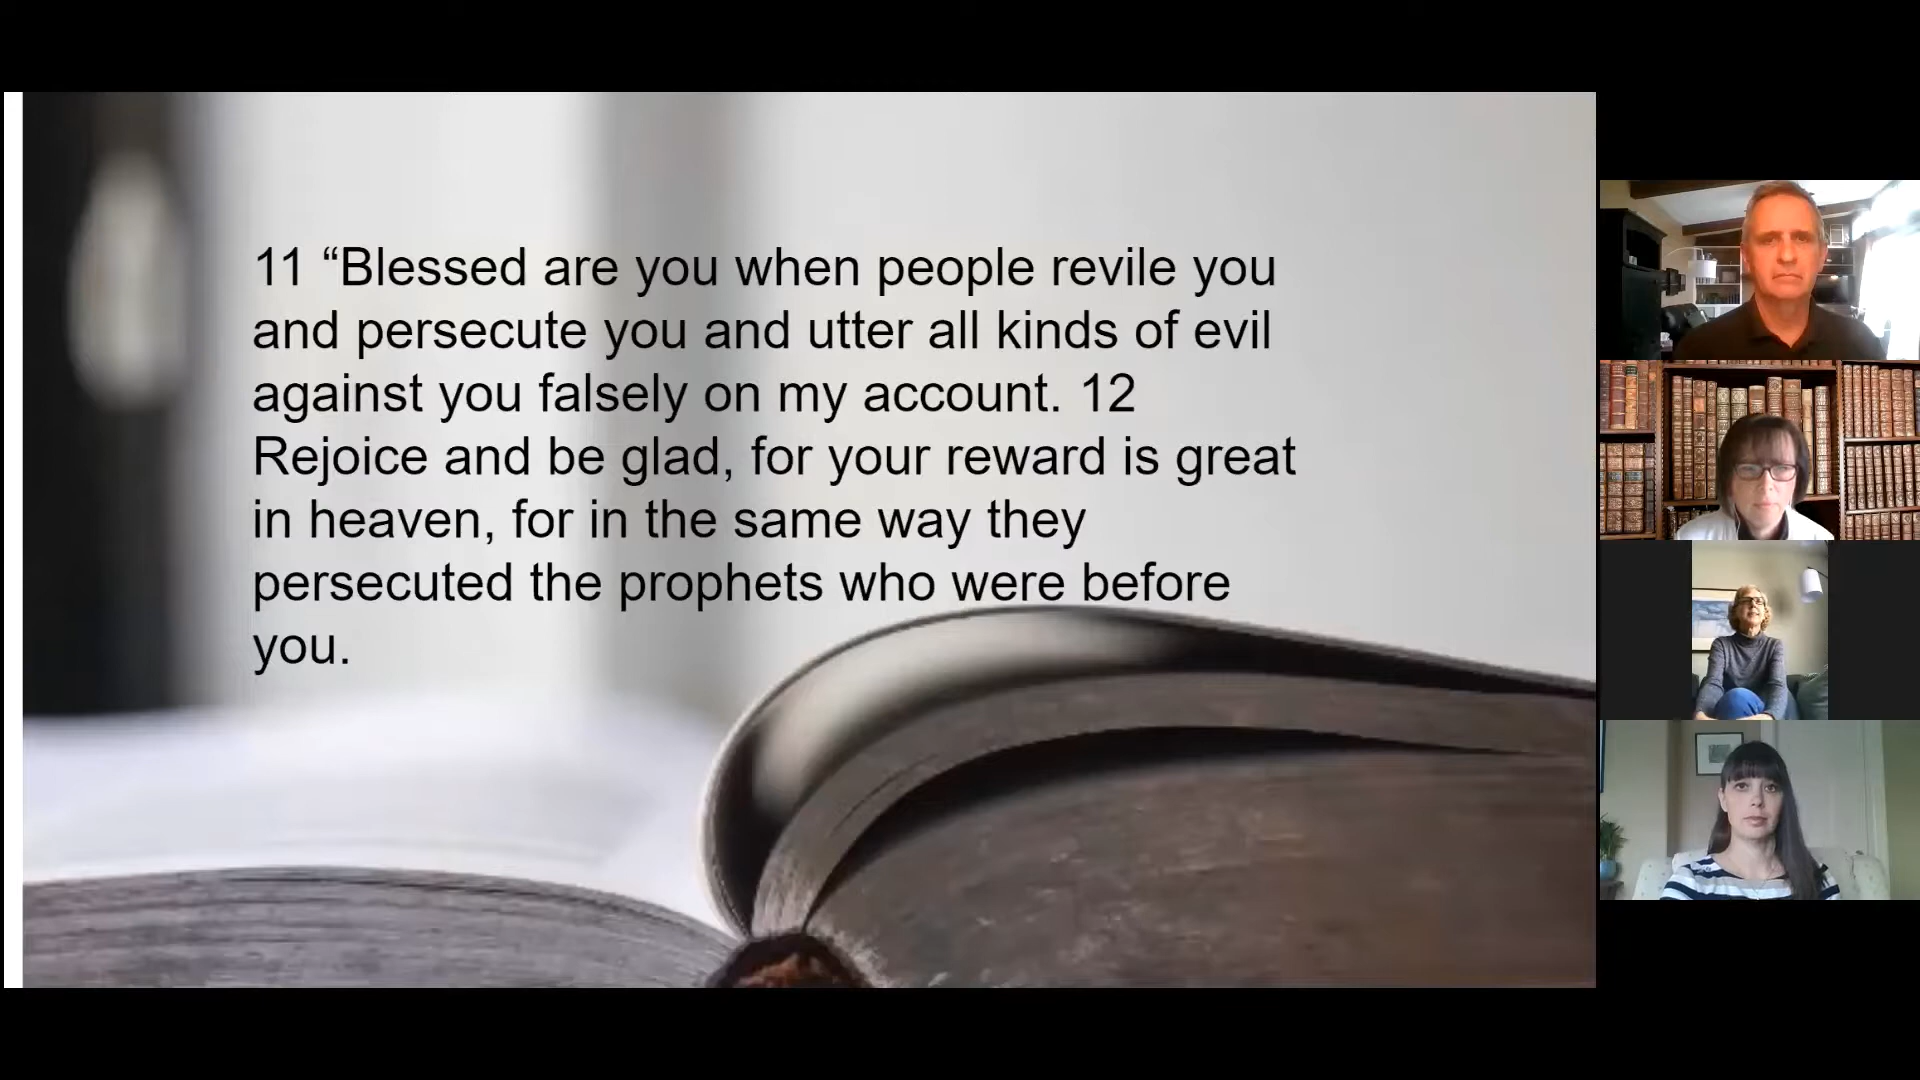 11 “Blessed are you when people revile you
and persecute you and utter all kinds of evil
against you falsely on my account. 12
Rejoice and be glad, for your reward is great
in heaven, for in the same way they
persecuted the prophets who were before
you.